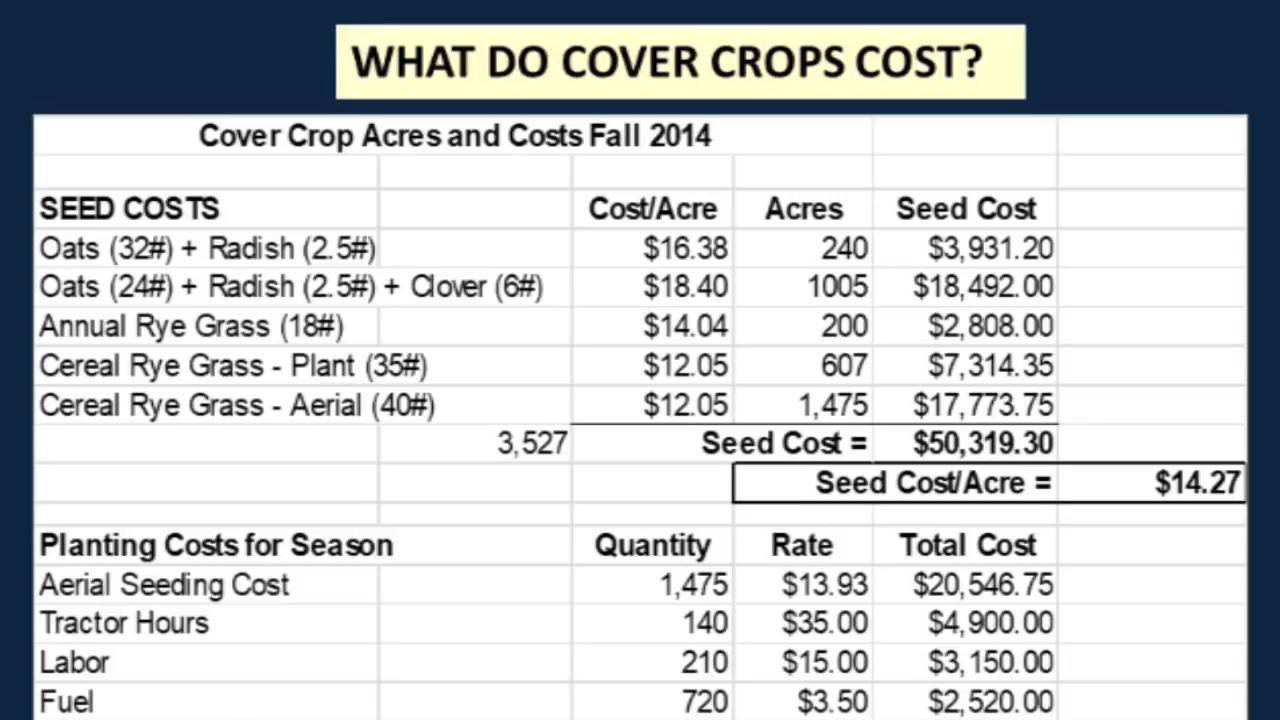 WHAT DO COVER CROPS COST?
Cover Crop Acres and Costs Fall 2014
SEED COSTS Cost/Acre Acres Seed Cost
Oats (32#) + Radish (2.5#) $16.38 240 $3,931.20
Oats (24#) + Radish (2.5#) + Clover (6#) $18.40 1005 $18,492.00
Annual Rye Grass (18#) $14.04 200 $2,808.00
Cereal Rye Grass - Plant (35#) $12.05 607 $7,314.35
Cereal Rye Grass - Aerial (40#) $12.05 1,475 $17,773.75
3,527 Seed Cost = $50,319.30
Seed Cost/Acre = $14.27
Planting Costs for Season Quantity Rate Total Cost
Aerial Seeding Cost 1,475 $13.93 $20,546.75
Tractor Hours 140 $35.00 $4,900.00
Labor 210 $15.00 $3,150.00
Fuel 720 $3.50 $2,520.00